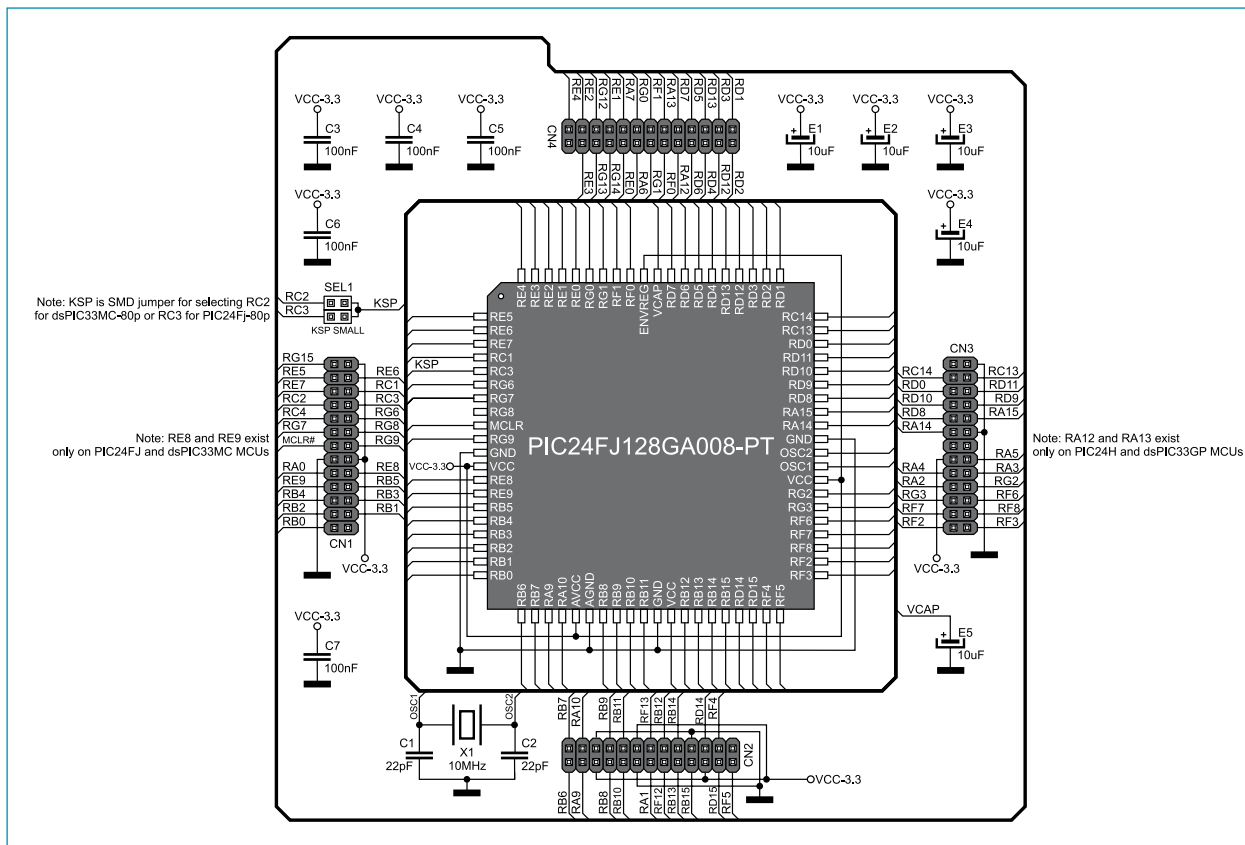 RE4 RE2 RG12 RE1 RA7 RG0 RF1 RA13 RD7 RD5 RD13 RD3 RD1
CN4
RE3 RG13 RG14 RE0 RA6 RG1 RF0 RA12 RD6 RD4 RD12 RD2
VCC-3.3
C3
100nF
VCC-3.3
C4
100nF
VCC-3.3
C5
100nF
VCC-3.3
E1
10uF
VCC-3.3
E2
10uF
VCC-3.3
E3
10uF
VCC-3.3
C6
100nF
VCC-3.3
E4
10uF
Note: KSP is SMD jumper for selecting RC2
for dsPIC33MC-80p or RC3 for PIC24Fj-80p
RC2
RC3
SEL1
KSP
KSP SMALL
RE4 RE3 RE2 RE1 RE0 RG0 RG1 RF1 RF0 ENVREG VCAP RD7 RD6 RD5 RD4 RD13 RD12 RD3 RD2 RD1
RE5
RE6
RE7
RC1
KSP
RC3
RG6
RG7
RG8
MCLR
RG9
GND
VCC-3.3
VCC
RE8
RE9
RB5
RB4
RB3
RB2
RB1
RB0
PIC24FJ128GA008-PT
RC14
RC13
RD0
RD11
RD10
RD9
RD8
RA15
RA14
GND
OSC2
OSC1
VCC
RG2
RG3
RF6
RF7
RF8
RF2
RF3
RB6 RB7 RA9 RA10 AVCC AGND RB8 RB9 RB10 RB11 GND VCC RB12 RB13 RB14 RB15 RD14 RD15 RF4 RF5
RG15
RE5
RE7
RC2
RC4
RG7
MCLR#
RA0
RE9
RB4
RB2
RB0
RE6
RC1
RC3
RG6
RG8
RG9
RE8
RB5
RB3
RB1
CN1
VCC-3.3
Note: RE8 and RE9 exist
only on PIC24FJ and dsPIC33MC MCUs
CN3
RC14
RD0
RD10
RD8
RA14
RA4
RA2
RG3
RF7
RF2
RC13
RD11
RD9
RA15
RA5
RA3
RG2
RF6
RF8
RF3
VCC-3.3
Note: RA12 and RA13 exist
only on PIC24H and dsPIC33GP MCUs
VCC-3.3
C7
100nF
VCAP
E5
10uF
OSC1
OSC2
C1
22pF
X1
10MHz
C2
22pF
RB7 RA10 RB9 RB11 RF13 RB12 RB14 RD14 RF4
CN2
VCC-3.3
RB6 RA9 RB8 RB10 RA1 RF12 RB13 RB15 RD15 RF5